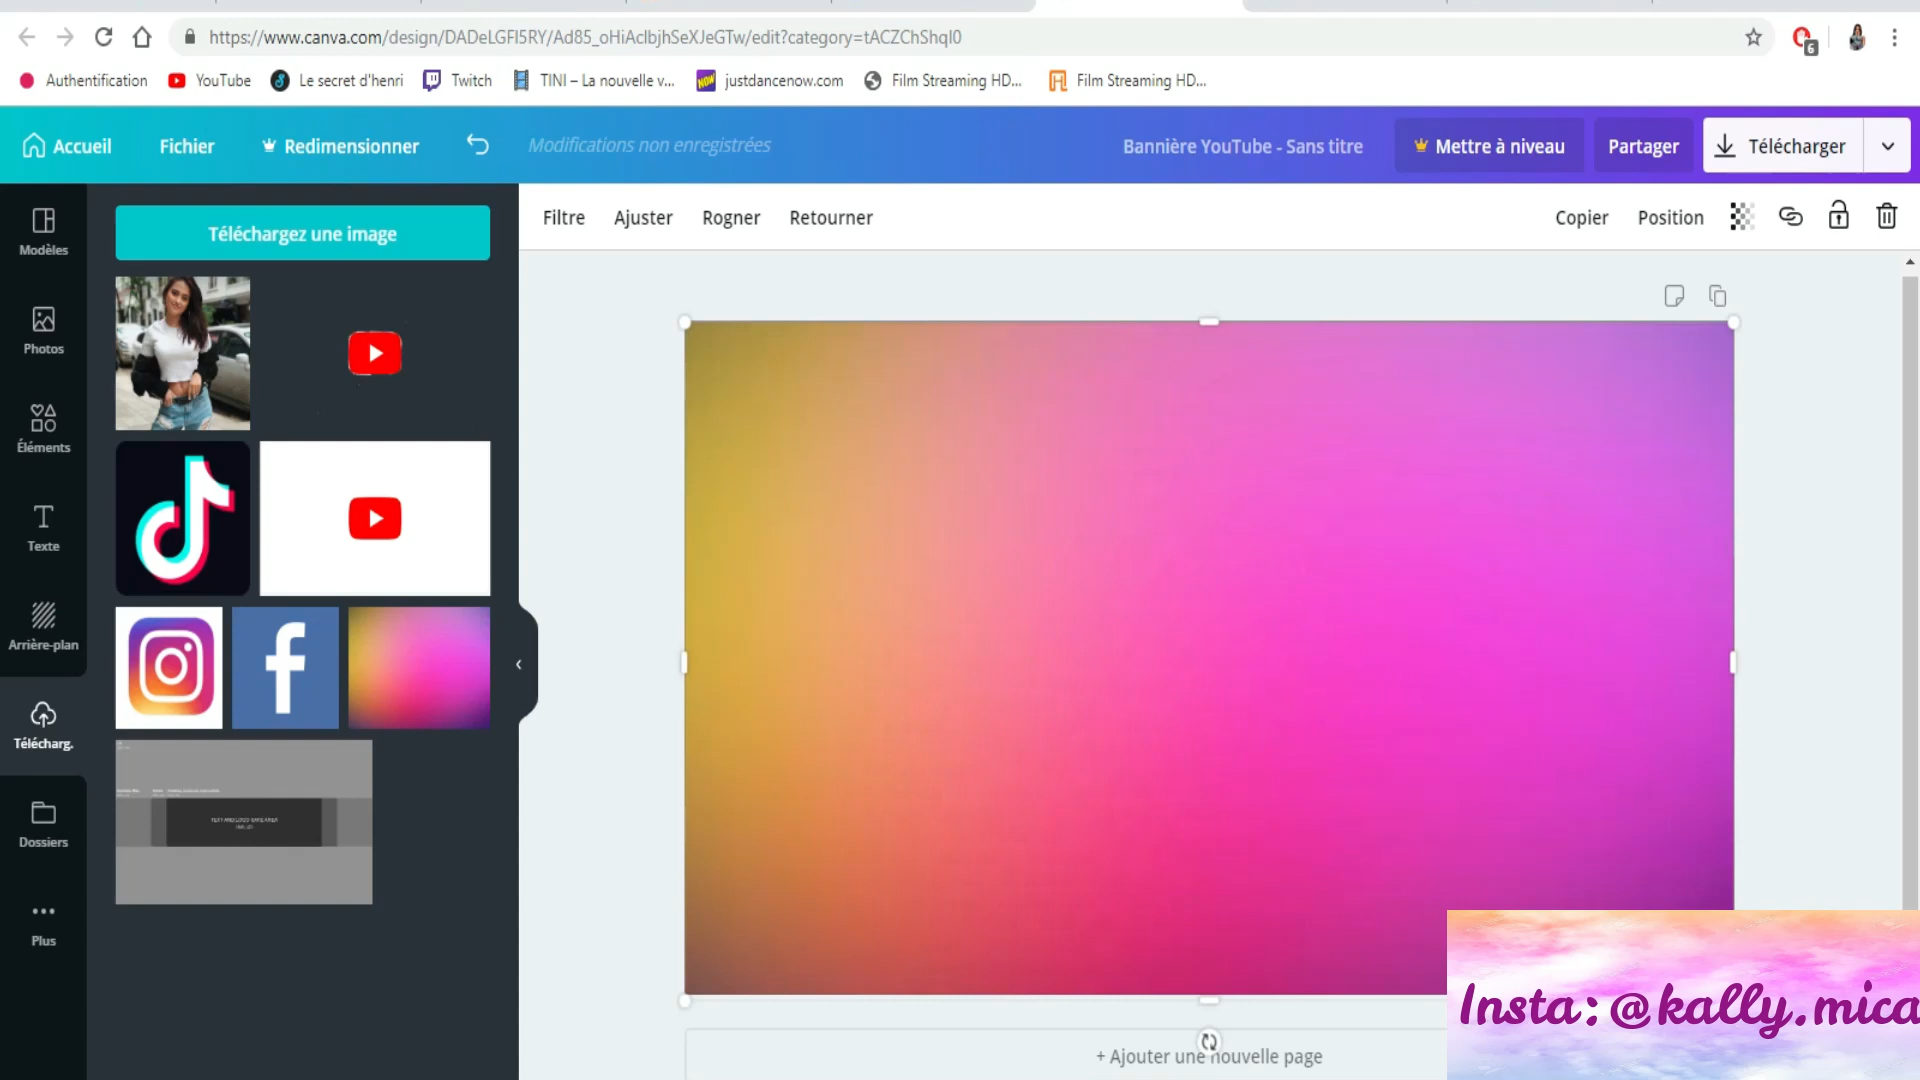 https://www.canva.com/design/DADeLGFI5RY/Ad85_oHiAcIbjhSeXJeGTw/edit?category=tACZChShqI0
6
Authentification YouTube Le secret d'henri Twitch TINI – La nouvelle v... justdancenow.com Film Streaming HD... Film Streaming HD...
Accueil Fichier Redimensionner Modifications non enregistrées Bannière YouTube - Sans titre Mettre à niveau Partager Télécharger
Filtre Ajuster Rogner Retourner Copier Position
Téléchargez une image
Modèles
Photos
Éléments
Texte
Arrière-plan
Télécharg.
Dossiers
Plus
+ Ajouter une nouvelle page
Insta: @kally.mica